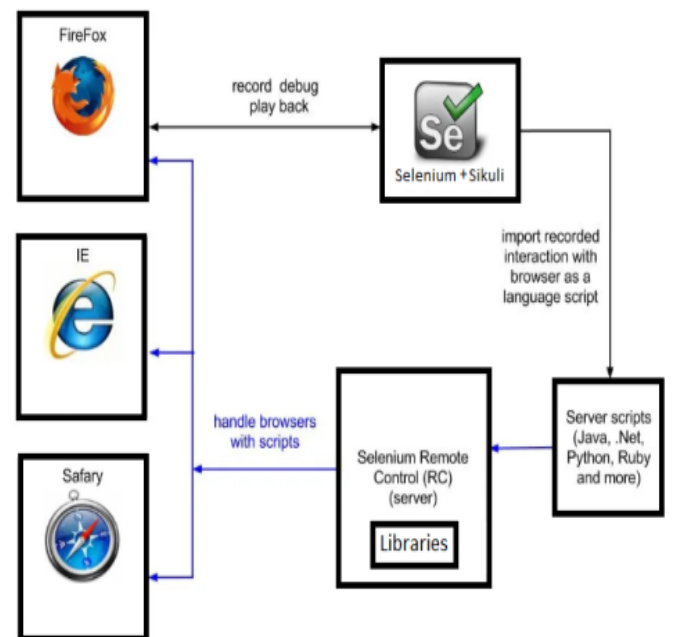 FireFox
record debug
play back
Se
Selenium +Sikuli
import recorded
interaction with
browser as a
language script
IE
e
handle browsers
with scripts
Selenium Remote
Control (RC)
(server)
Libraries
Server scripts
(Java, .Net,
Python, Ruby
and more)
Safary